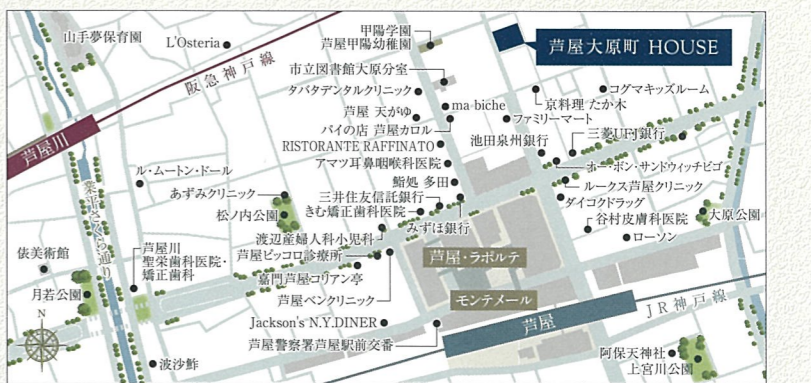 山手夢保育園
L'Osteria
阪急神戸線
芦屋川
甲陽学園
芦屋甲陽幼稚園
芦屋大原町 HOUSE
市立図書館大原分室
タバタデンタルクリニック
芦屋 天がゆ
パイの店 芦屋カロル
RISTORANTE RAFFINATO
アマツ耳鼻咽喉科医院
鮨処 多田
三井住友信託銀行
きむ矯正歯科医院
みずほ銀行
ma biche
京料理 たか木
コグマキッズルーム
ファミリーマート
池田泉州銀行
三菱UFJ銀行
ホー・ボン・サンドウィッチビゴ
ルークス芦屋クリニック
ダイコクドラッグ
谷村皮膚科医院
ローソン
大原公園
ル・ムートン・ドール
あずみクリニック
松ノ内公園
業平さくら通り
俵美術館
月若公園
芦屋川
聖栄歯科医院・
矯正歯科
渡辺産婦人科小児科
芦屋ピッコロ診療所
嘉門芦屋コリアン亭
芦屋ベンクリニック
芦屋・ラポルテ
モンテメール
Jackson's N.Y.DINER
芦屋警察署芦屋駅前交番
芦屋
JR神戸線
阿保天神社
上宮川公園
波沙鮓
N